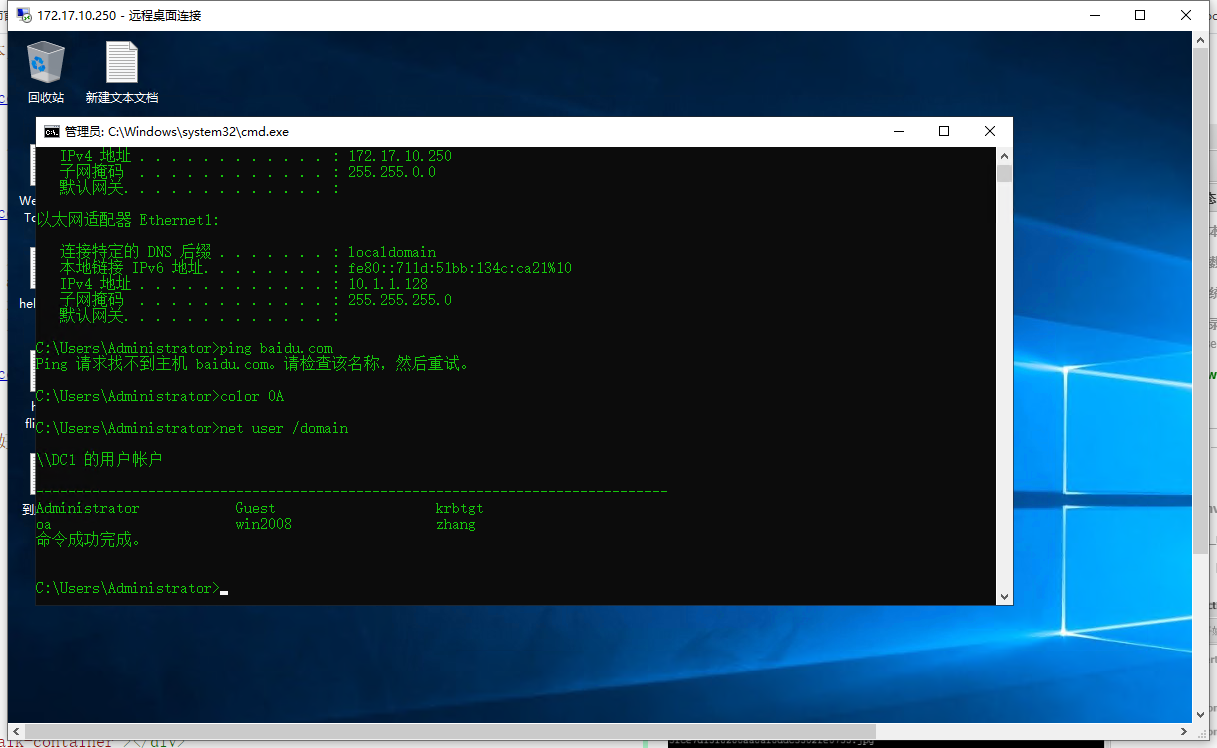 172.17.10.250 - 远程桌面连接
回收站
新建文本文档
管理员: C:\Windows\system32\cmd.exe
IPv4 地址 . . . . . . . . . . . . : 172.17.10.250
子网掩码 . . . . . . . . . . . . : 255.255.0.0
默认网关. . . . . . . . . . . . . :
以太网适配器 Ethernet1:
连接特定的 DNS 后缀 . . . . . . . : localdomain
本地链接 IPv6 地址. . . . . . . . : fe80::711d:51bb:134c:ca21%10
IPv4 地址 . . . . . . . . . . . . : 10.1.1.128
子网掩码 . . . . . . . . . . . . : 255.255.255.0
默认网关. . . . . . . . . . . . . :
C:\Users\Administrator>ping baidu.com
Ping 请求找不到主机 baidu.com。请检查该名称，然后重试。
C:\Users\Administrator>color 0A
C:\Users\Administrator>net user /domain
\\DC1 的用户帐户
-------------------------------------------------------------------------------
Administrator Guest krbtgt
oa win2008 zhang
命令成功完成。
C:\Users\Administrator>